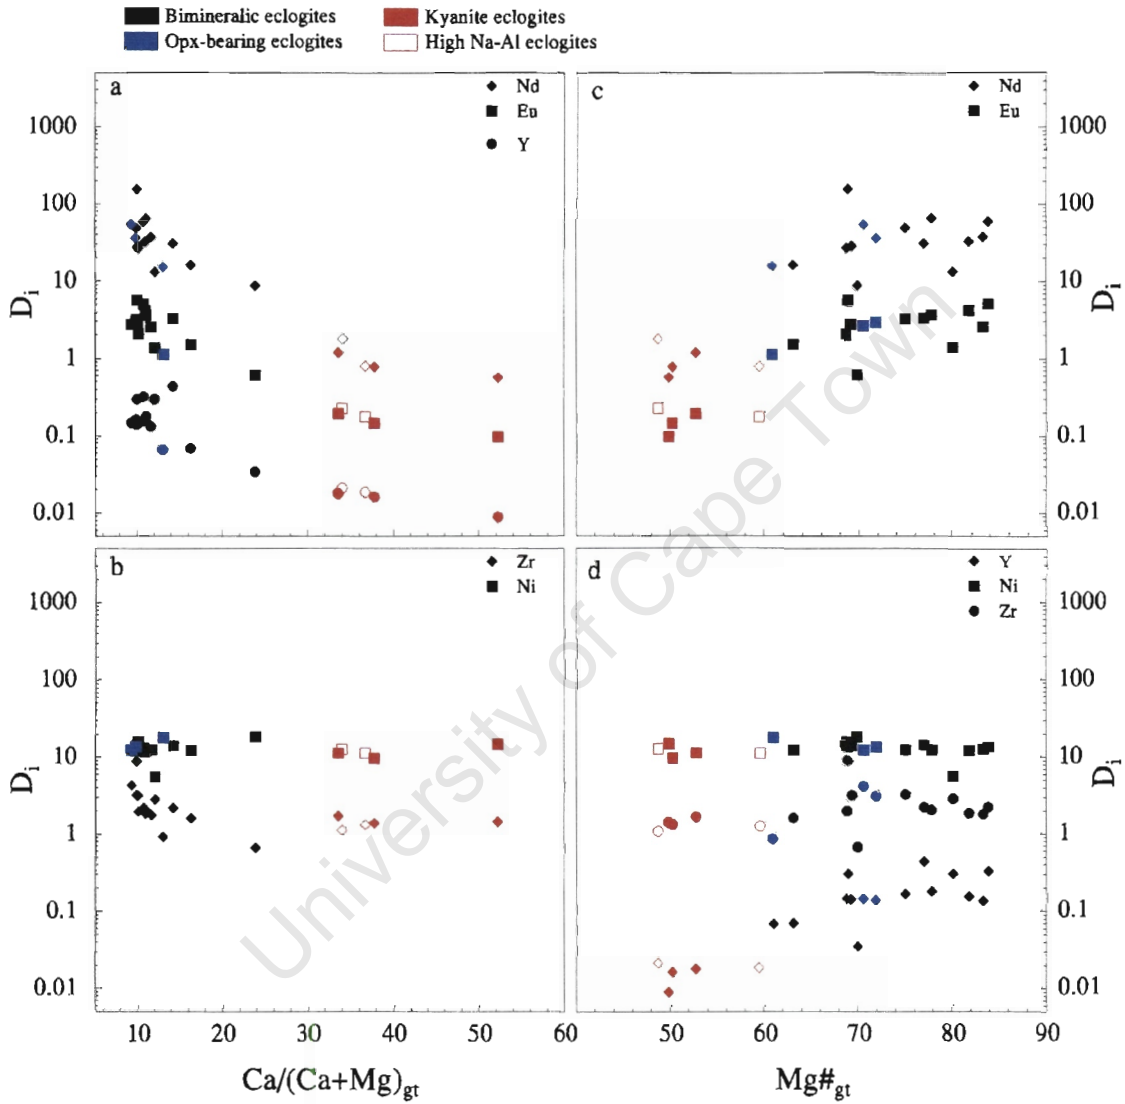 Bimineralic eclogites
Kyanite eclogites
Opx-bearing eclogites
High Na-Al eclogites
a
Nd
Eu
Y
1000
100
10
1
0.1
0.01
Di
c
Nd
Eu
1000
100
10
1
0.1
0.01
Di
b
Zr
Ni
1000
100
10
1
0.1
0.01
Di
d
Y
Ni
Zr
1000
100
10
1
0.1
0.01
Di
10 20 30 40 50 60
50 60 70 80 90
Ca/(Ca+Mg)gt
Mg#gt
University of Cape Town